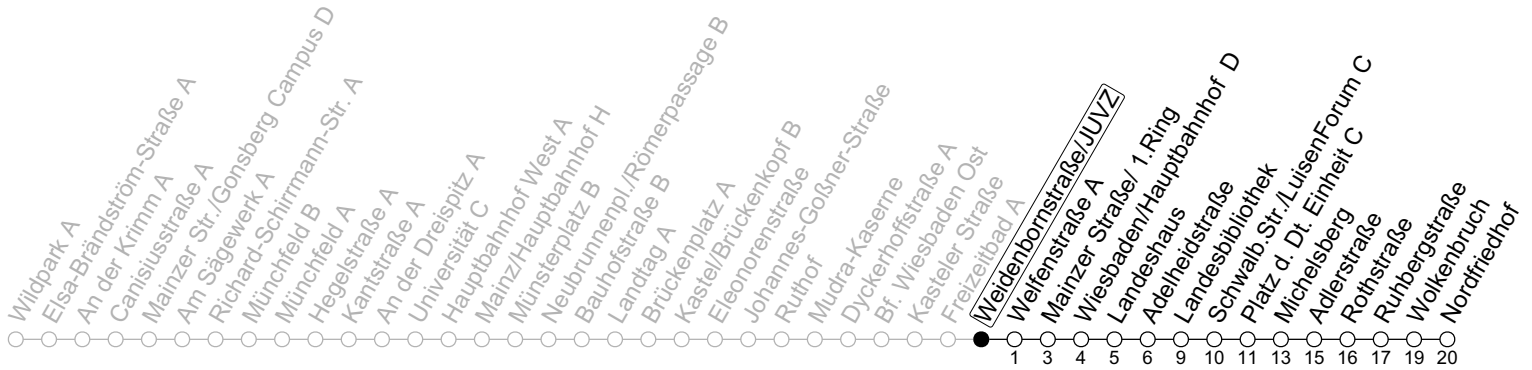 Wildpark A
Elsa-Brändström-Straße A
An der Krimm A
Canisiusstraße A
Mainzer Str./Gonsberg Campus D
Am Sägewerk A
Richard-Schirrmann-Str. A
Münchfeld B
Münchfeld A
Hegelstraße A
Kantstraße A
An der Dreispitz A
Universität C
Hauptbahnhof West A
Mainz/Hauptbahnhof H
Münsterplatz B
Neubrunnenpl./Römerpassage B
Bauhofstraße B
Landtag A
Brückenplatz A
Kastel/Brückenkopf B
Eleonorenstraße
Johannes-Goßner-Straße
Ruthof
Mudra-Kaserne
Dyckerhoffstraße A
Bf. Wiesbaden Ost
Kasteler Straße
Freizeitbad A
Weidenbornstraße/JUVZ
Welfenstraße A
Mainzer Straße/ 1.Ring
Wiesbaden/Hauptbahnhof D
Landeshaus
Adelheidstraße
Landesbibliothek
Schwalb.Str./LuisenForum C
Platz d. Dt. Einheit C
Michelsberg
Adlerstraße
Rothstraße
Ruhbergstraße
Wolkenbruch
Nordfriedhof
1 3 4 5 6 9 10 11 13 15 16 17 19 20